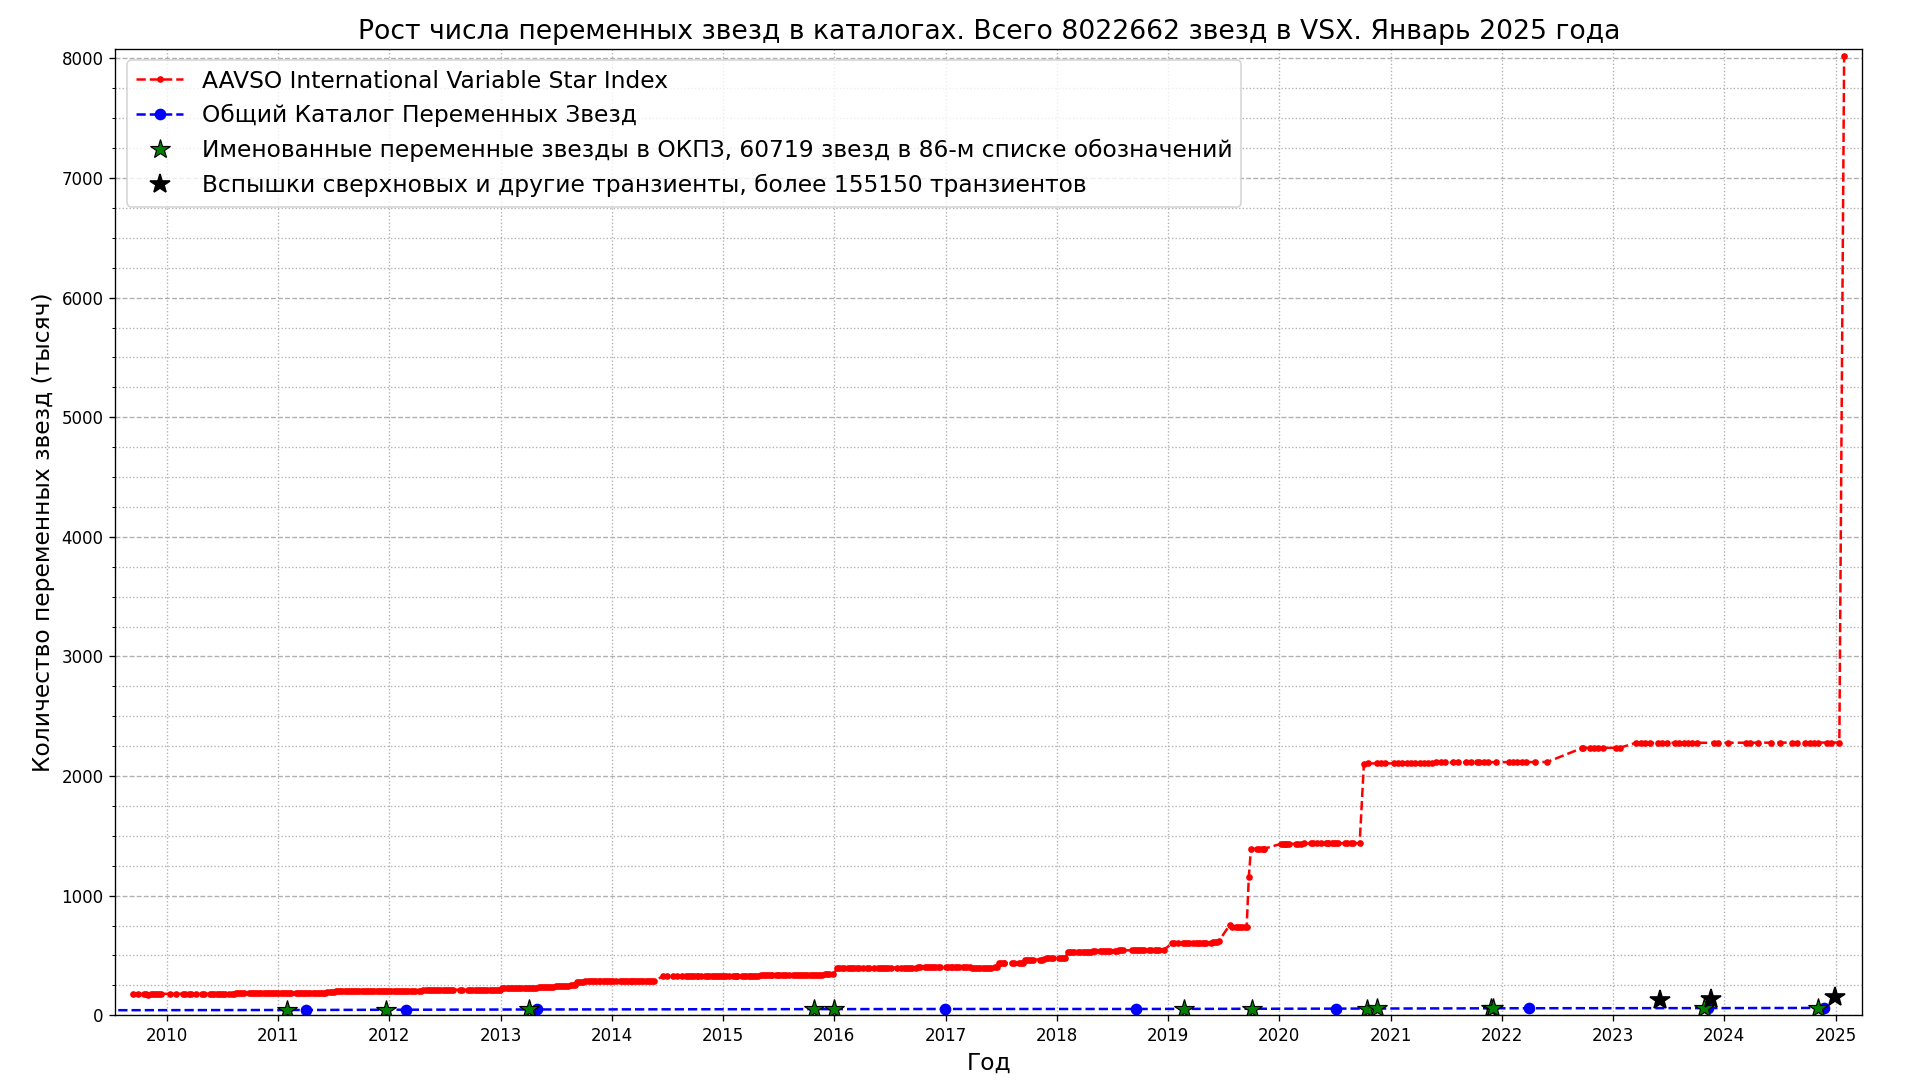 Рост числа переменных звезд в каталогах. Всего 8022662 звезд в VSX. Январь 2025 года
AAVSO International Variable Star Index
Общий Каталог Переменных Звезд
Именованные переменные звезды в ОКПЗ, 60719 звезд в 86-м списке обозначений
Вспышки сверхновых и другие транзиенты, более 155150 транзиентов
Количество переменных звезд (тысяч)
8000
7000
6000
5000
4000
3000
2000
1000
0
2010 2011 2012 2013 2014 2015 2016 2017 2018 2019 2020 2021 2022 2023 2024 2025
Год